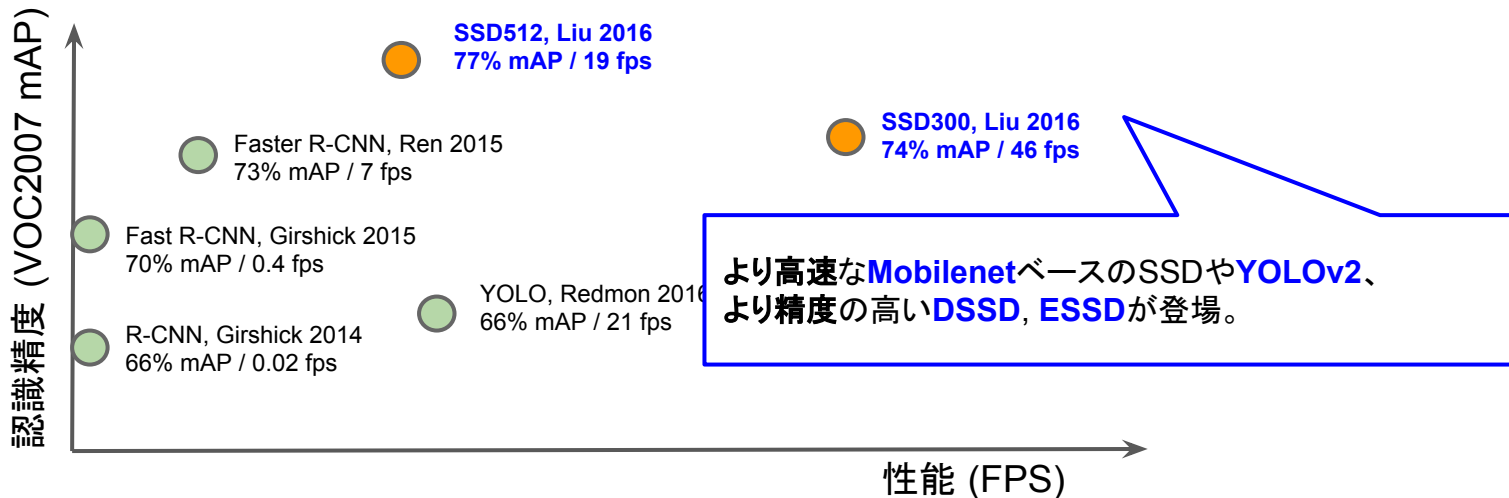 認識精度 (VOC2007 mAP)
SSD512, Liu 2016
77% mAP / 19 fps
SSD300, Liu 2016
74% mAP / 46 fps
Faster R-CNN, Ren 2015
73% mAP / 7 fps
Fast R-CNN, Girshick 2015
70% mAP / 0.4 fps
YOLO, Redmon 2016
66% mAP / 21 fps
R-CNN, Girshick 2014
66% mAP / 0.02 fps
より高速なMobilenetベースのSSDやYOLOv2、
より精度の高いDSSD, ESSDが登場。
性能 (FPS)